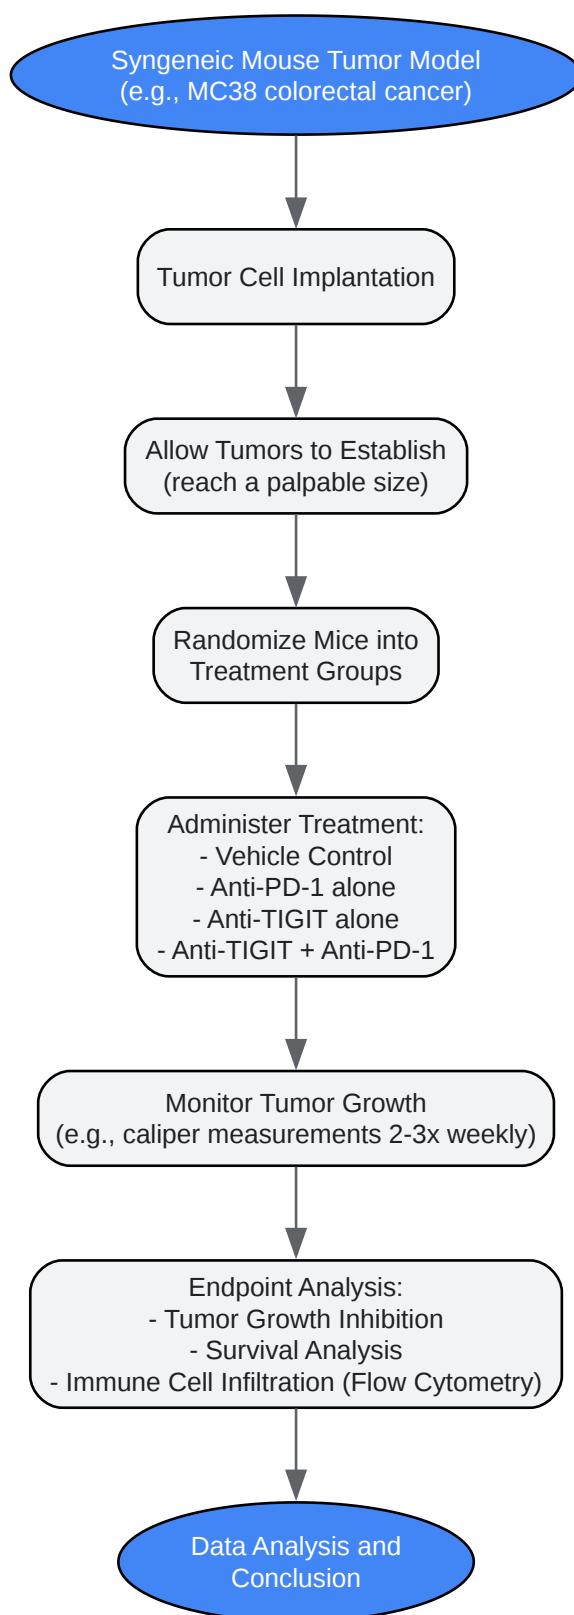 Syngeneic Mouse Tumor Model
(e.g., MC38 colorectal cancer)
Tumor Cell Implantation
Allow Tumors to Establish
(reach a palpable size)
Randomize Mice into
Treatment Groups
Administer Treatment:
- Vehicle Control
- Anti-PD-1 alone
- Anti-TIGIT alone
- Anti-TIGIT + Anti-PD-1
Monitor Tumor Growth
(e.g., caliper measurements 2-3x weekly)
Endpoint Analysis:
- Tumor Growth Inhibition
- Survival Analysis
- Immune Cell Infiltration (Flow Cytometry)
Data Analysis and
Conclusion